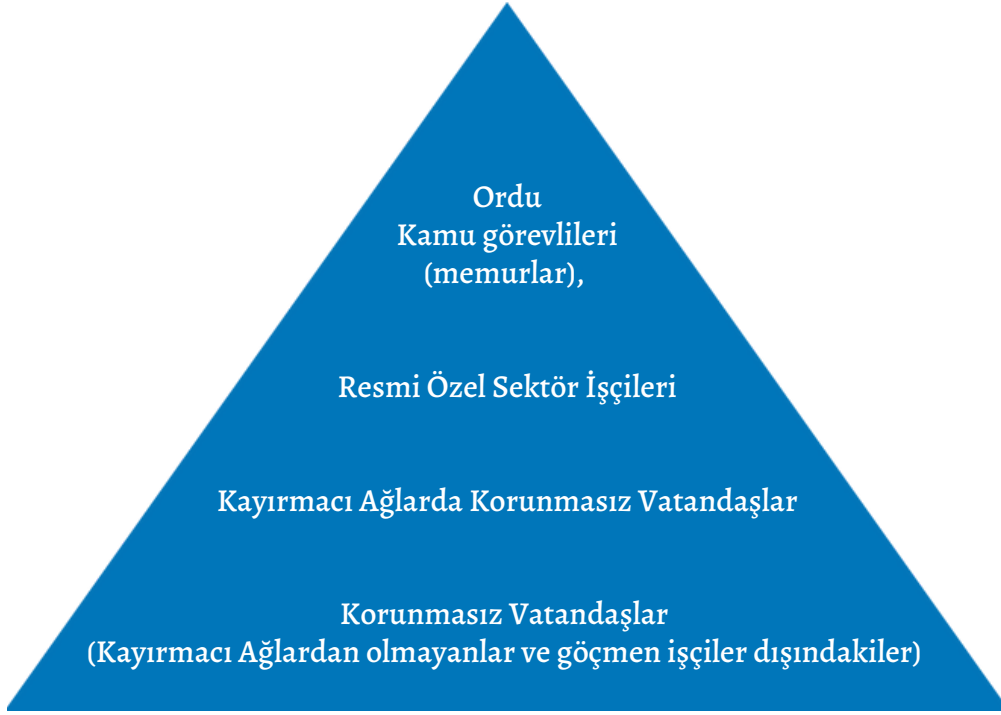 Ordu
Kamu görevlileri
(memurlar),
Resmi Özel Sektör İşçileri
Kayırmacı Ağlarda Korunmasız Vatandaşlar
Korunmasız Vatandaşlar
(Kayırmacı Ağlardan olmayanlar ve göçmen işçiler dışındakiler)